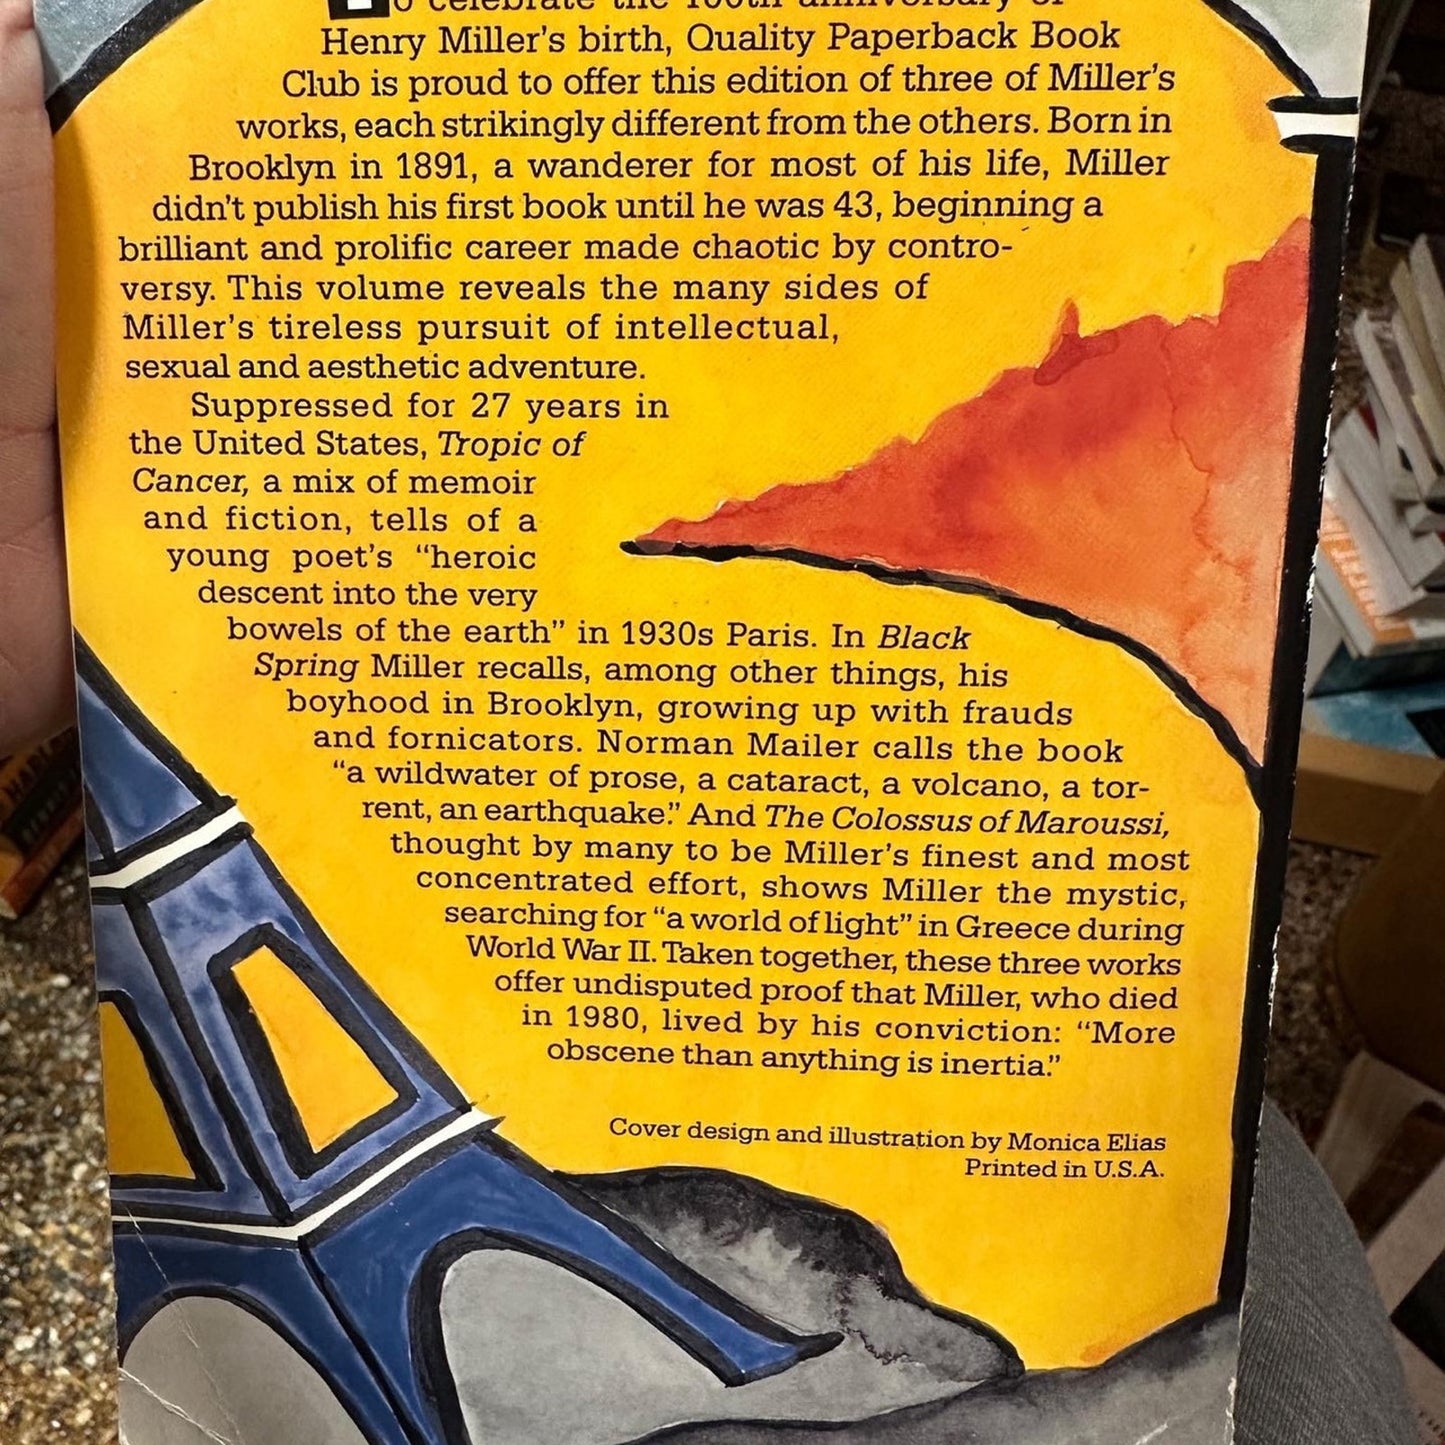 To celebrate the 100th anniversary of
Henry Miller's birth, Quality Paperback Book
Club is proud to offer this edition of three of Miller's
works, each strikingly different from the others. Born in
Brooklyn in 1891, a wanderer for most of his life, Miller
didn't publish his first book until he was 43, beginning a
brilliant and prolific career made chaotic by contro-
versy. This volume reveals the many sides of
Miller's tireless pursuit of intellectual,
sexual and aesthetic adventure.
Suppressed for 27 years in
the United States, Tropic of
Cancer, a mix of memoir
and fiction, tells of a
young poet's “heroic
descent into the very
bowels of the earth” in 1930s Paris. In Black
Spring Miller recalls, among other things, his
boyhood in Brooklyn, growing up with frauds
and fornicators. Norman Mailer calls the book
“a wildwater of prose, a cataract, a volcano, a tor-
rent, an earthquake.” And The Colossus of Maroussi,
thought by many to be Miller's finest and most
concentrated effort, shows Miller the mystic,
searching for “a world of light” in Greece during
World War II. Taken together, these three works
offer undisputed proof that Miller, who died
in 1980, lived by his conviction: “More
obscene than anything is inertia.”
Cover design and illustration by Monica Elias
Printed in U.S.A.